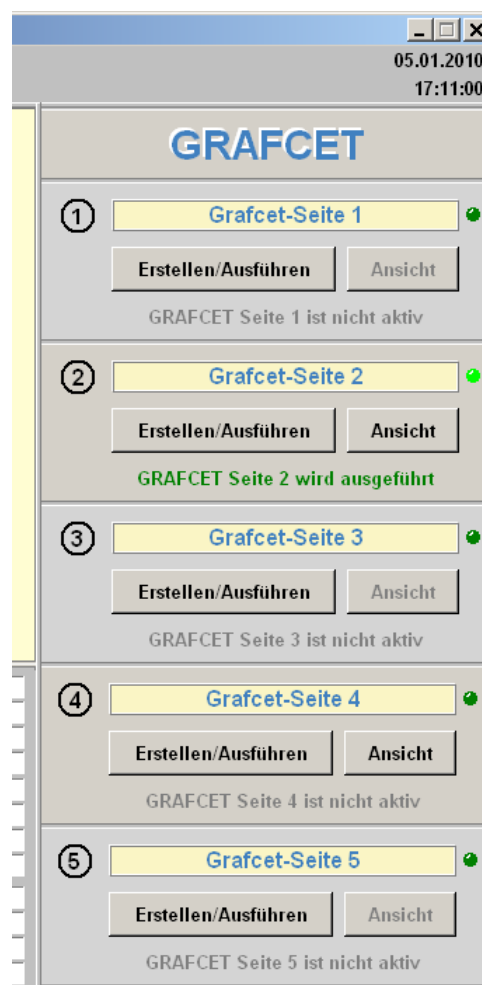 05.01.2010
17:11:00
GRAFCET
1 Grafcet-Seite 1
Erstellen/Ausführen Ansicht
GRAFCET Seite 1 ist nicht aktiv
2 Grafcet-Seite 2
Erstellen/Ausführen Ansicht
GRAFCET Seite 2 wird ausgeführt
3 Grafcet-Seite 3
Erstellen/Ausführen Ansicht
GRAFCET Seite 3 ist nicht aktiv
4 Grafcet-Seite 4
Erstellen/Ausführen Ansicht
GRAFCET Seite 4 ist nicht aktiv
5 Grafcet-Seite 5
Erstellen/Ausführen Ansicht
GRAFCET Seite 5 ist nicht aktiv